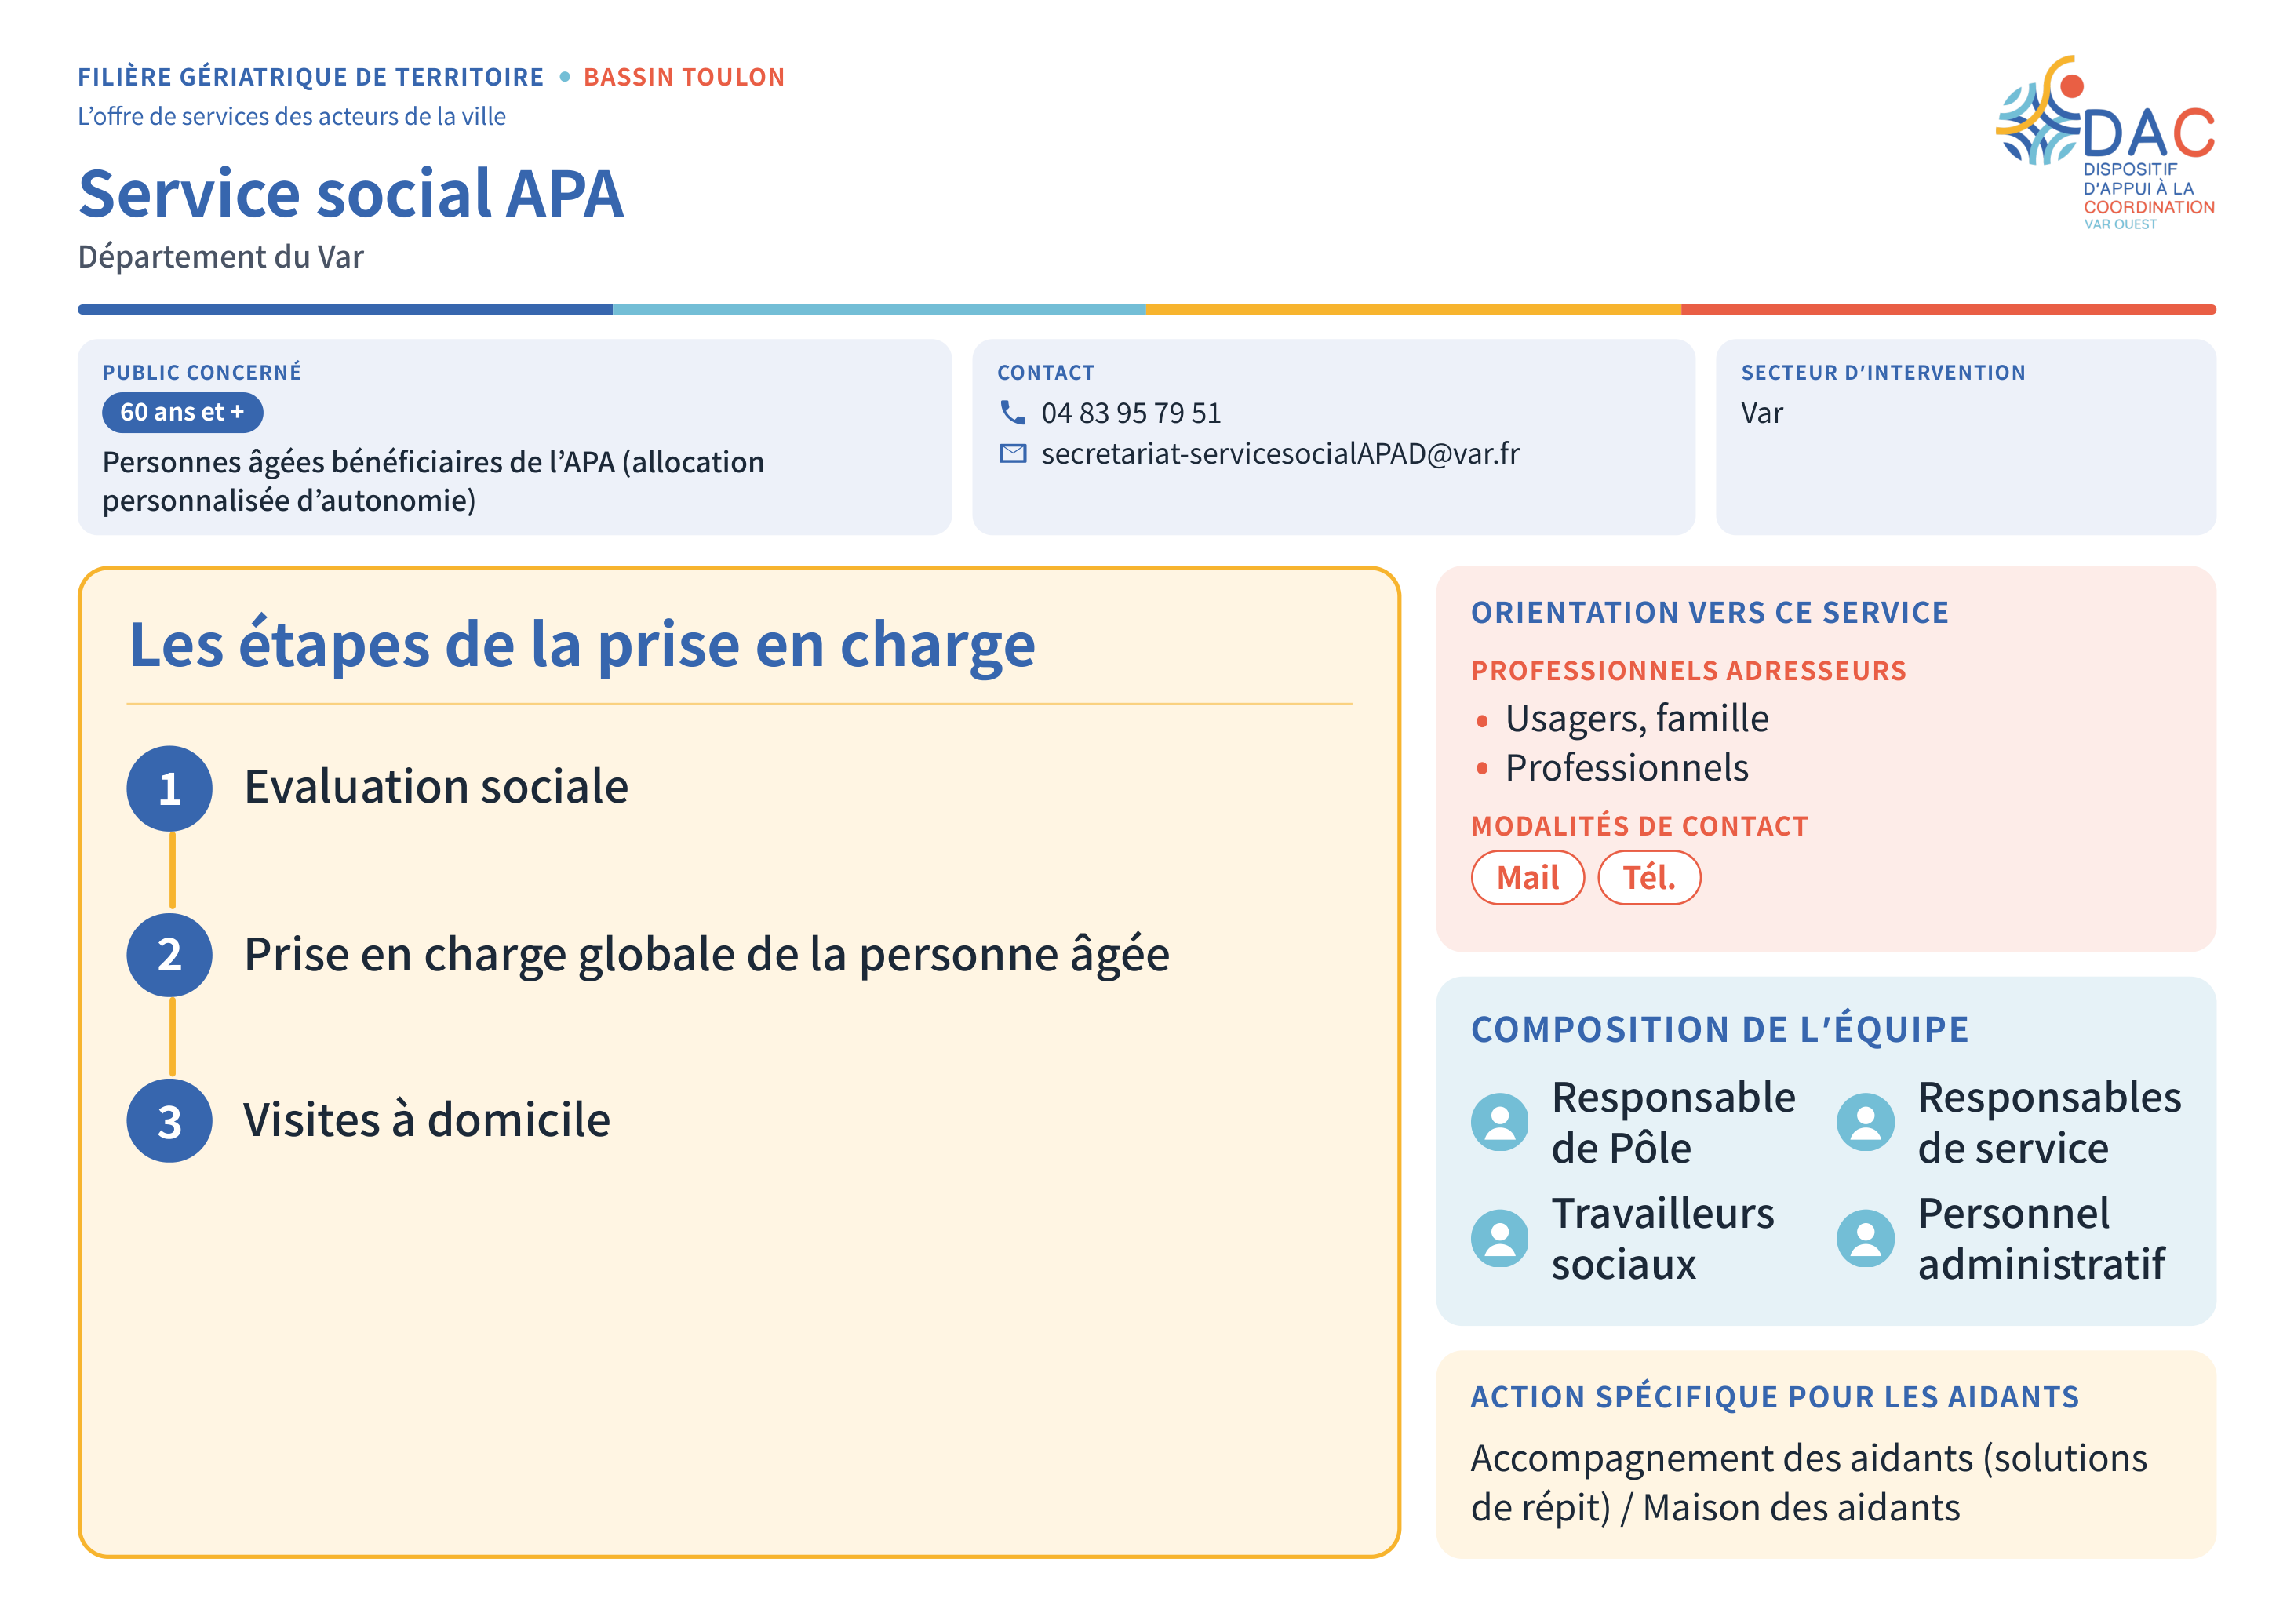 FILIÈRE GÉRIATRIQUE DE TERRITOIRE • BASSIN TOULON
L’offre de services des acteurs de la ville
Service social APA
Département du Var
DAC
DISPOSITIF
D'APPUI À LA
COORDINATION
VAR OUEST
PUBLIC CONCERNÉ
60 ans et +
Personnes âgées bénéficiaires de l’APA (allocation
personnalisée d’autonomie)
CONTACT
04 83 95 79 51
secretariat-servicesocialAPAD@var.fr
SECTEUR D'INTERVENTION
Var
Les étapes de la prise en charge
1 Evaluation sociale
2 Prise en charge globale de la personne âgée
3 Visites à domicile
ORIENTATION VERS CE SERVICE
PROFESSIONNELS ADRESSEURS
• Usagers, famille
• Professionnels
MODALITÉS DE CONTACT
Mail Tél.
COMPOSITION DE L'ÉQUIPE
Responsable
de Pôle
Responsables
de service
Travailleurs
sociaux
Personnel
administratif
ACTION SPÉCIFIQUE POUR LES AIDANTS
Accompagnement des aidants (solutions
de répit) / Maison des aidants